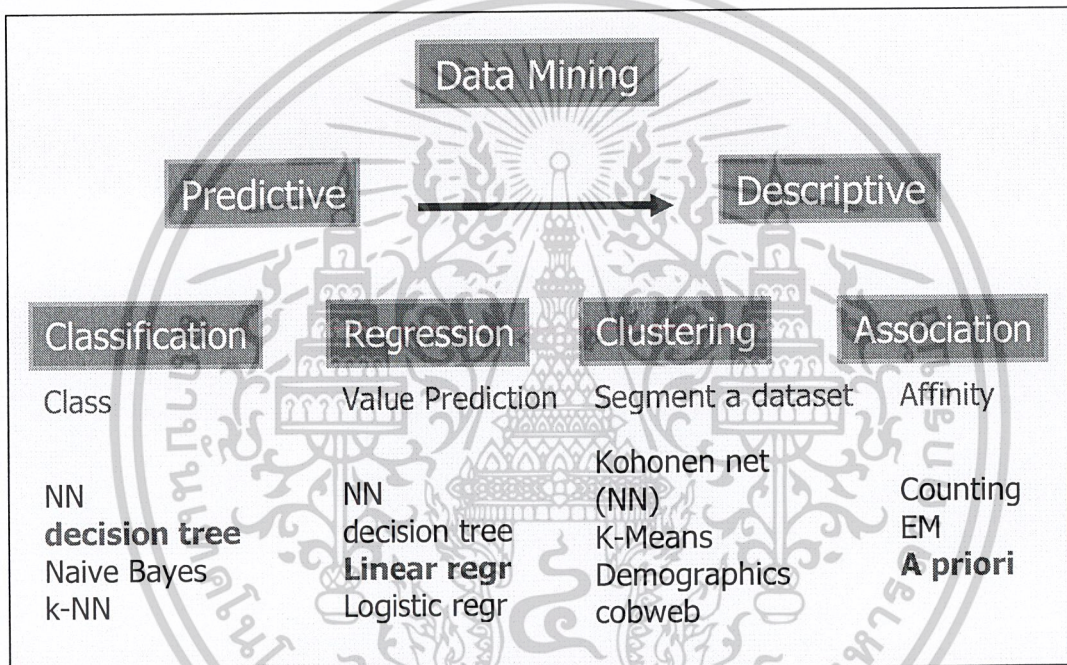 Data Mining
Predictive
Descriptive
Classification
Class
NN
decision tree
Naive Bayes
k-NN
Regression
Value Prediction
NN
decision tree
Linear regr
Logistic regr
Clustering
Segment a dataset
Kohonen net
(NN)
K-Means
Demographics
cobweb
Association
Affinity
Counting
EM
A priori